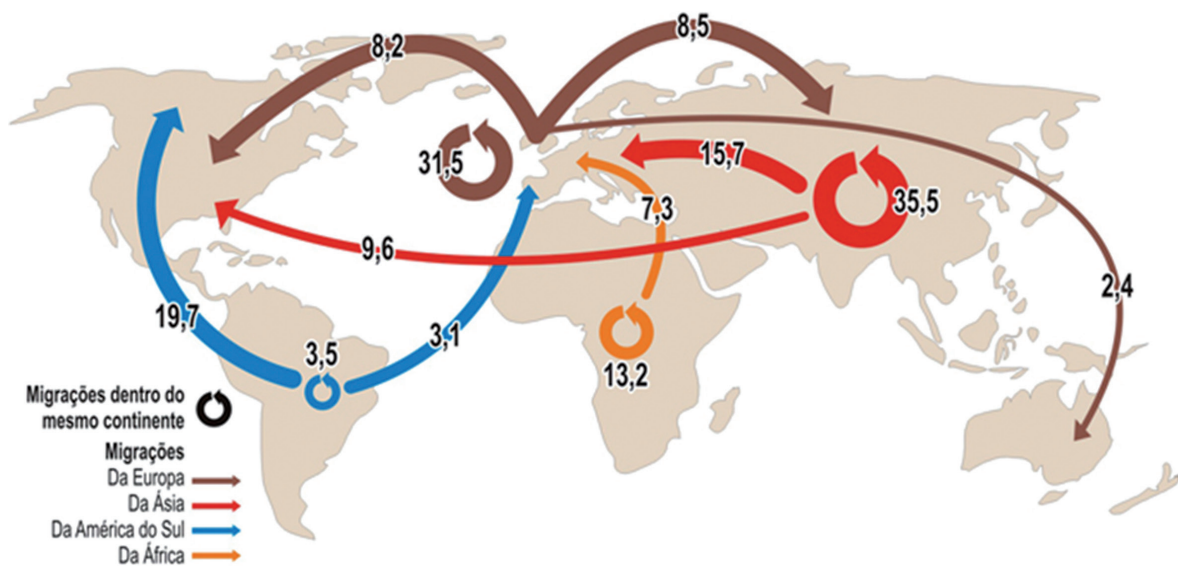 8,2
8,5
31,5
15,7
35,5
7,3
9,6
2,4
19,7
3,1
3,5
13,2
Migrações dentro do
mesmo continente
Migrações
Da Europa
Da Ásia
Da América do Sul
Da África